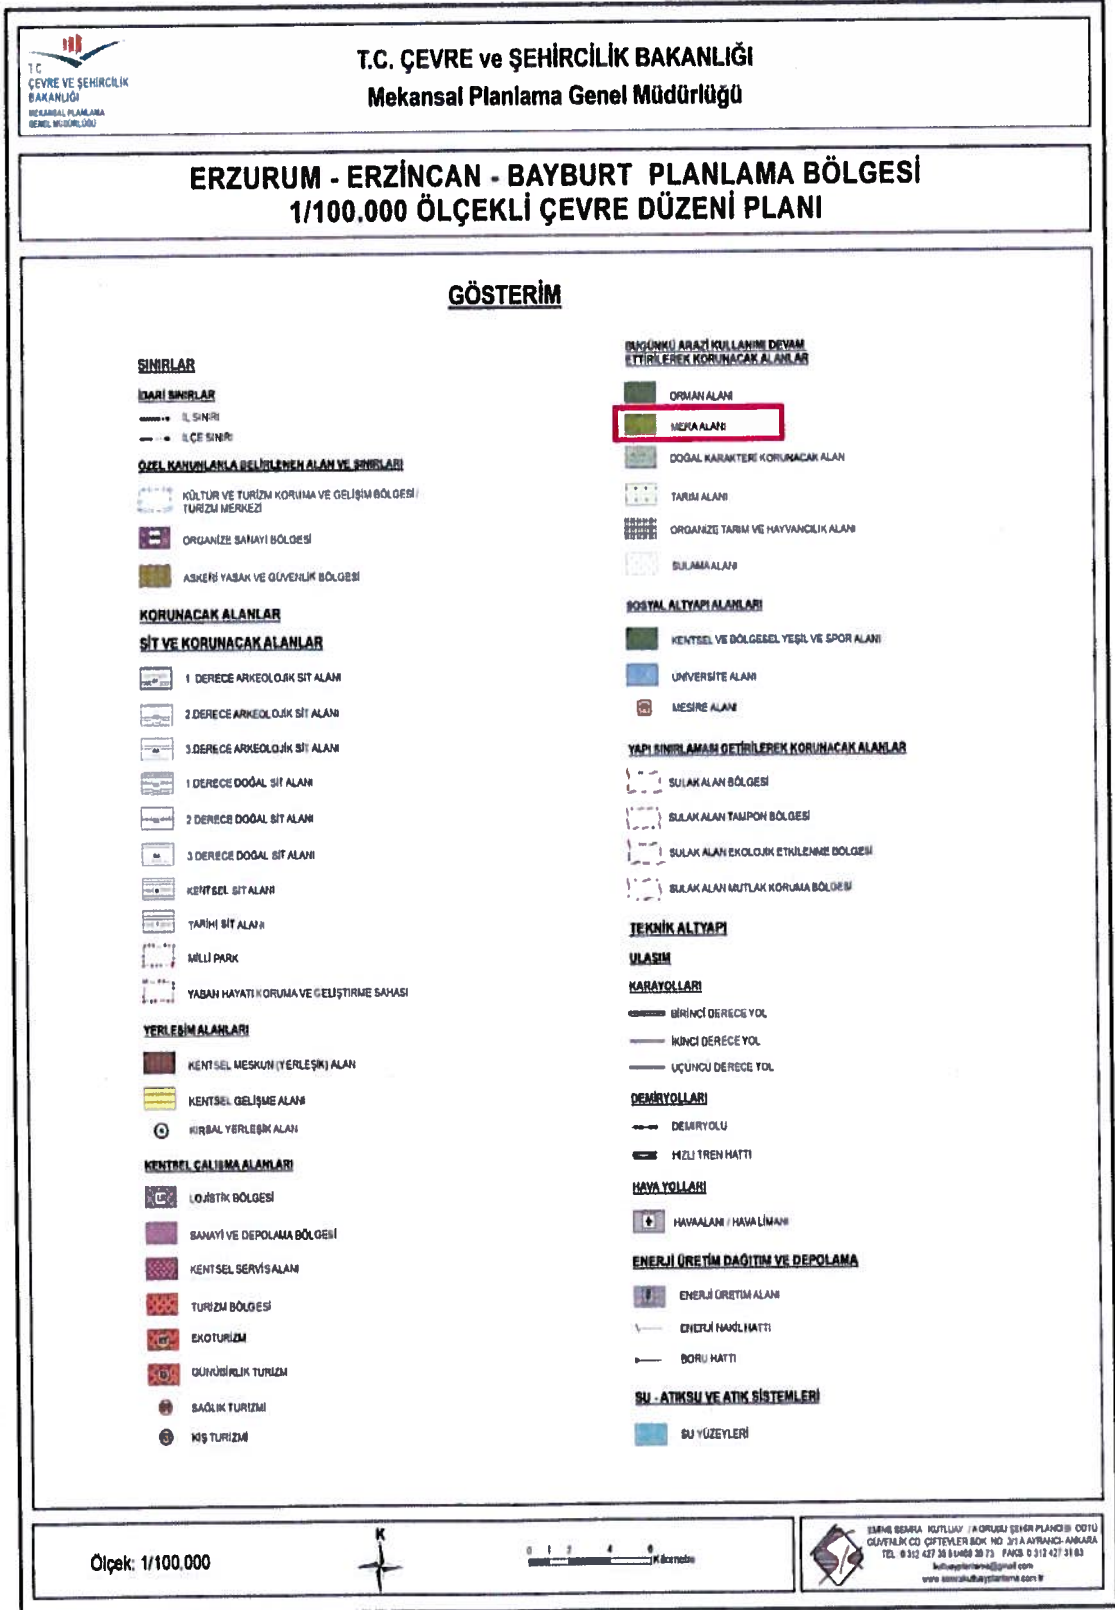 T.C.
ÇEVRE VE ŞEHİRCİLİK
BAKANLIĞI
MEKANSAL PLANLAMA
GENEL MÜDÜRLÜĞÜ
T.C. ÇEVRE ve ŞEHİRCİLİK BAKANLIĞI
Mekansal Planlama Genel Müdürlüğü
ERZURUM - ERZİNCAN - BAYBURT PLANLAMA BÖLGESİ
1/100.000 ÖLÇEKLİ ÇEVRE DÜZENİ PLANI
GÖSTERİM
SINIRLAR
İDARİ SINIRLAR
İL SINIRI
İLÇE SINIRI
ÖZEL KANUNLARLA BELİRLENEN ALAN VE SINIRLARI
KÜLTÜR VE TURİZM KORUMA VE GELİŞİM BÖLGESİ /
TURİZM MERKEZİ
ORGANİZE SANAYİ BÖLGESİ
ASKERİ YASAK VE GÜVENLİK BÖLGESİ
KORUNACAK ALANLAR
SİT VE KORUNACAK ALANLAR
1 DERECE ARKEOLOJİK SİT ALANI
2.DERECE ARKEOLOJİK SİT ALANI
3.DERECE ARKEOLOJİK SİT ALANI
1 DERECE DOĞAL SİT ALANI
2 DERECE DOĞAL SİT ALANI
3 DERECE DOĞAL SİT ALANI
KENTSEL SİT ALANI
TARİHİ SİT ALANI
MİLLİ PARK
YABAN HAYATI KORUMA VE GELİŞTİRME SAHASI
YERLEŞİM ALANLARI
KENTSEL MESKUN (YERLEŞİK) ALAN
KENTSEL GELİŞME ALANI
KIRSAL YERLEŞİK ALAN
KENTSEL ÇALIŞMA ALANLARI
LOJİSTİK BÖLGESİ
SANAYİ VE DEPOLAMA BÖLGESİ
KENTSEL SERVİS ALANI
TURİZM BÖLGESİ
EKOTURİZM
GÜNÜBİRLİK TURİZM
SAĞLIK TURİZMİ
KIŞ TURİZMİ
BUGÜNKÜ ARAZİ KULLANIMI DEVAM
ETTİRİLEREK KORUNACAK ALANLAR
ORMAN ALANI
MERA ALANI
DOĞAL KARAKTERİ KORUNACAK ALAN
TARIM ALANI
ORGANİZE TARIM VE HAYVANCILIK ALANI
SULAMA ALANI
SOSYAL ALTYAPI ALANLARI
KENTSEL VE BÖLGESEL YEŞİL VE SPOR ALANI
ÜNİVERSİTE ALANI
MESİRE ALANI
YAPI SINIRLAMASI GETİRİLEREK KORUNACAK ALANLAR
SULAK ALAN BÖLGESİ
SULAK ALAN TAMPON BÖLGESİ
SULAK ALAN EKOLOJİK ETKİLENME BÖLGESİ
SULAK ALAN MUTLAK KORUMA BÖLGESİ
TEKNİK ALTYAPI
ULAŞIM
KARAYOLLARI
BİRİNCİ DERECE YOL
İKİNCİ DERECE YOL
ÜÇÜNCÜ DERECE YOL
DEMİRYOLLARI
DEMİRYOLU
HIZLI TREN HATTI
HAVA YOLLARI
HAVAALANI / HAVA LİMANI
ENERJİ ÜRETİM DAĞITIM VE DEPOLAMA
ENERJİ ÜRETİM ALANI
ENERJİ NAKİL HATTI
BORU HATTI
SU - ATIKSU VE ATIK SİSTEMLERİ
SU YÜZEYLERİ
Ölçek: 1/100.000
K
0 1 2 4 6
Kilometre